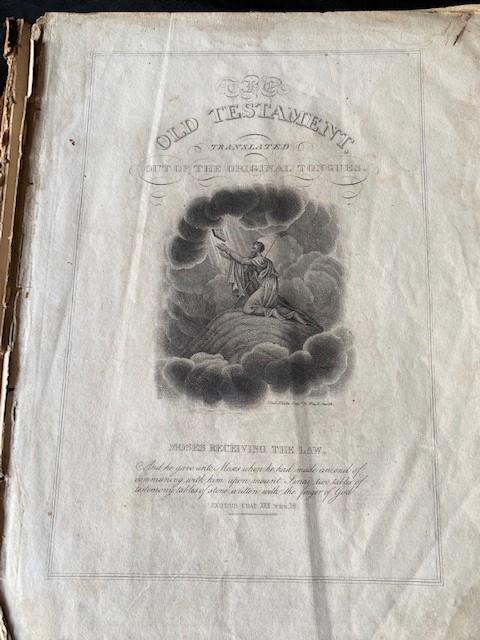 THE
OLD TESTAMENT,
TRANSLATED
OUT OF THE ORIGINAL TONGUES.
MOSES RECEIVING THE LAW.
And he gave unto Moses when he had made an end of
communing with him upon mount Sinai, two tables of
testimony, tables of stone, written with the finger of God
EXODUS CHAP XXXI VER. 18